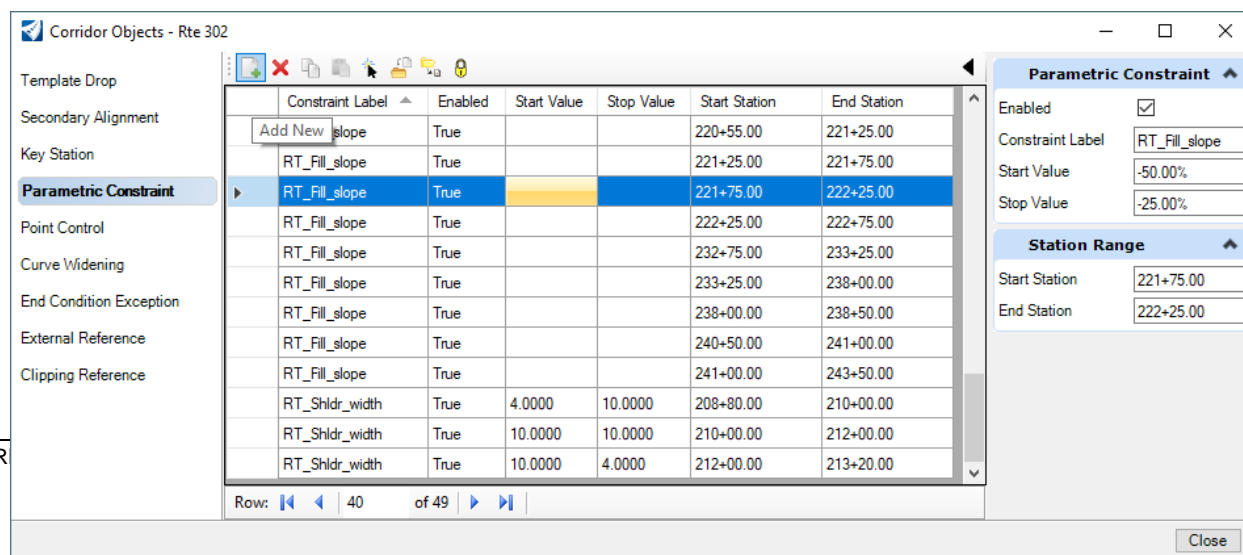 Corridor Objects - Rte 302
Template Drop
Secondary Alignment
Key Station
Parametric Constraint
Point Control
Curve Widening
End Condition Exception
External Reference
Clipping Reference
Constraint Label Enabled Start Value Stop Value Start Station End Station
Add New slope True 220+55.00 221+25.00
RT_Fill_slope True 221+25.00 221+75.00
RT_Fill_slope True 221+75.00 222+25.00
RT_Fill_slope True 222+25.00 222+75.00
RT_Fill_slope True 232+75.00 233+25.00
RT_Fill_slope True 233+25.00 238+00.00
RT_Fill_slope True 238+00.00 238+50.00
RT_Fill_slope True 240+50.00 241+00.00
RT_Fill_slope True 241+00.00 243+50.00
RT_Shldr_width True 4.0000 10.0000 208+80.00 210+00.00
RT_Shldr_width True 10.0000 10.0000 210+00.00 212+00.00
RT_Shldr_width True 10.0000 4.0000 212+00.00 213+20.00
Row: 40 of 49
Parametric Constraint
Enabled
Constraint Label RT_Fill_slope
Start Value -50.00%
Stop Value -25.00%
Station Range
Start Station 221+75.00
End Station 222+25.00
Close